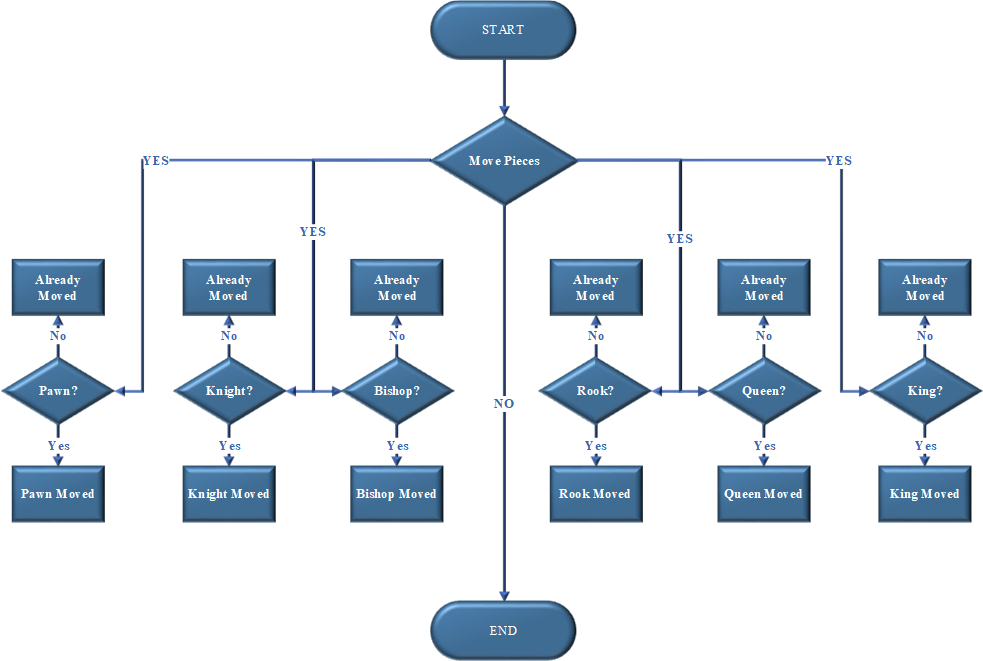 START
Move Pieces
YES
YES
YES
YES
Already
Moved
Already
Moved
Already
Moved
Already
Moved
Already
Moved
Already
Moved
No
No
No
No
No
No
Pawn?
Knight?
Bishop?
Rook?
Queen?
King?
NO
Yes
Yes
Yes
Yes
Yes
Yes
Pawn Moved
Knight Moved
Bishop Moved
Rook Moved
Queen Moved
King Moved
END